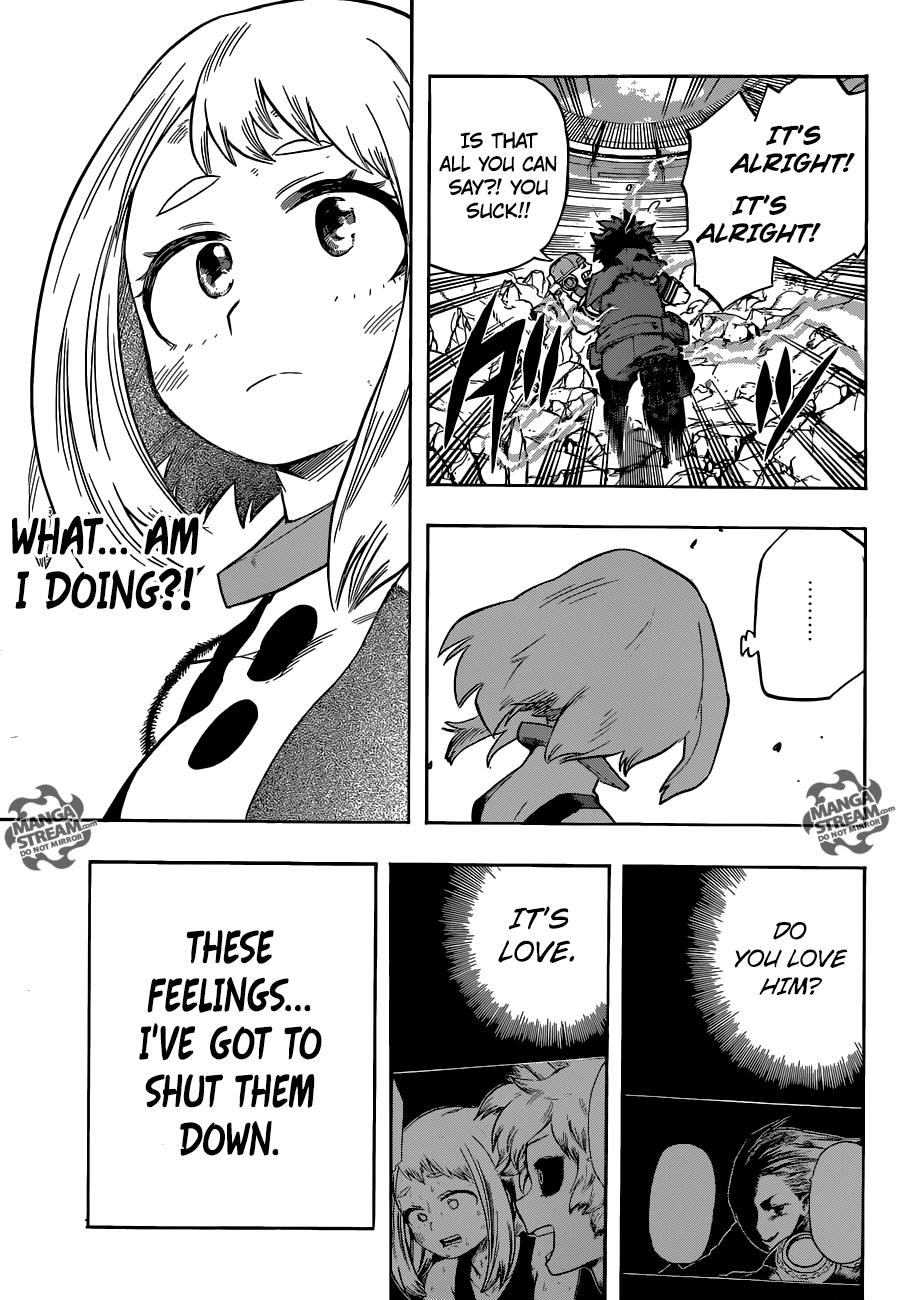 IT'S
ALRIGHT!
IT'S
ALRIGHT!
IS THAT
ALL YOU CAN
SAY?! YOU
SUCK!!
.........
WHAT... AM
I DOING?!
MANGA
STREAM.com
DO NOT MIRROR
MANGA
STREAM.com
DO NOT MIRROR
DO
YOU LOVE
HIM?
IT'S
LOVE.
THESE
FEELINGS...
I'VE GOT TO
SHUT THEM
DOWN.